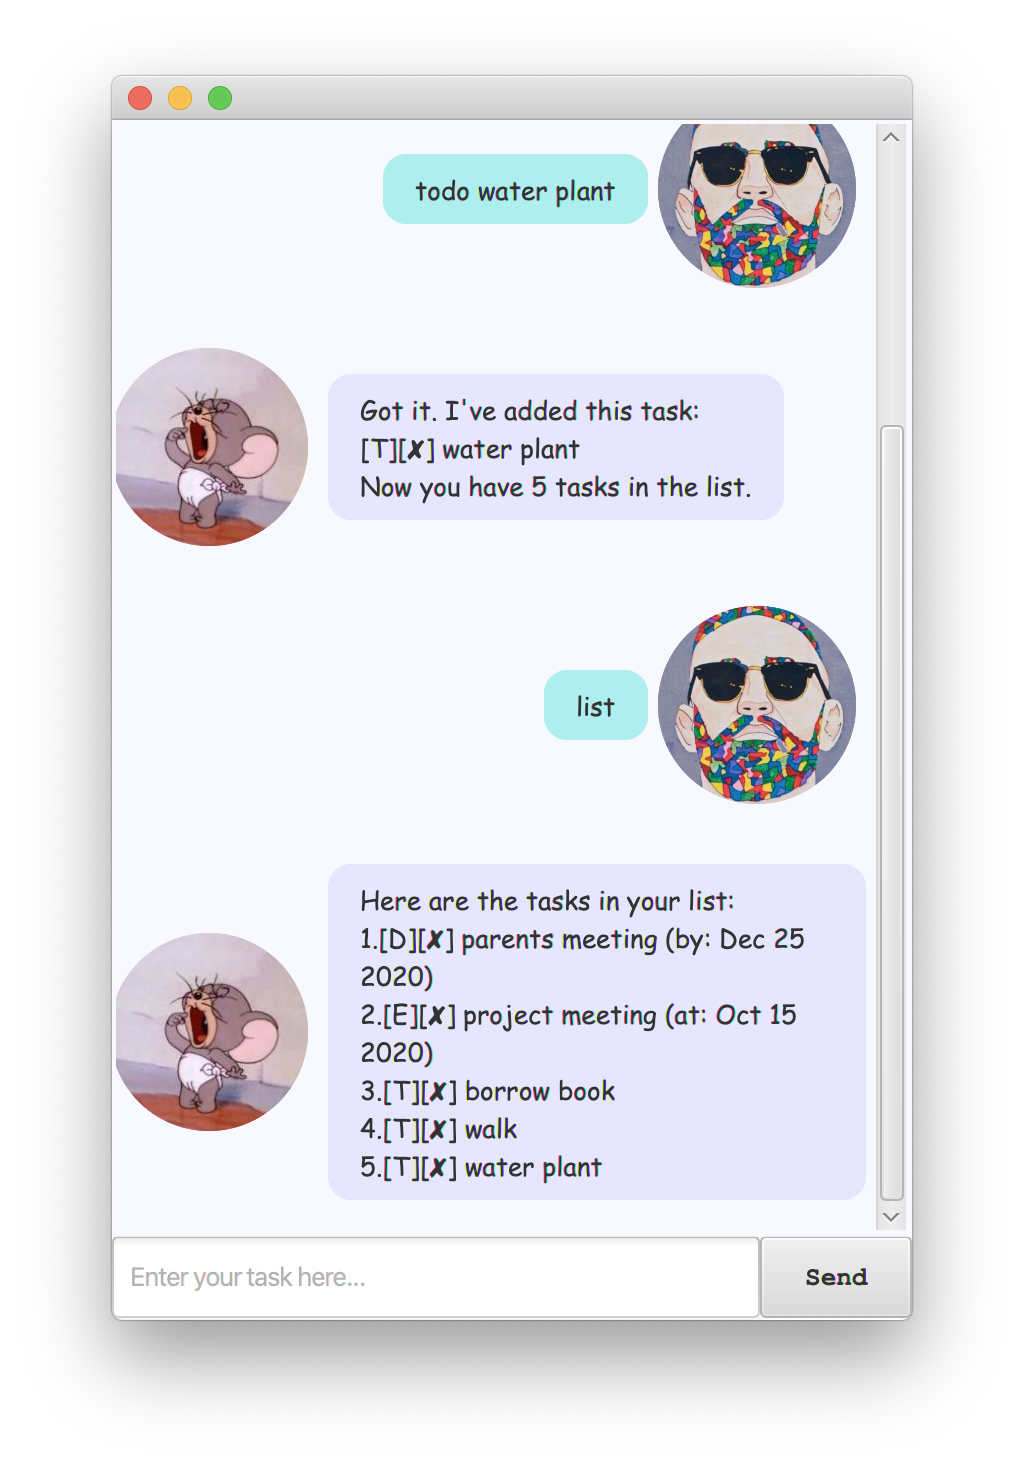 todo water plant
Got it. I've added this task:
[T][✘] water plant
Now you have 5 tasks in the list.
list
Here are the tasks in your list:
1.[D][✘] parents meeting (by: Dec 25
2020)
2.[E][✘] project meeting (at: Oct 15
2020)
3.[T][✘] borrow book
4.[T][✘] walk
5.[T][✘] water plant
Enter your task here...
Send